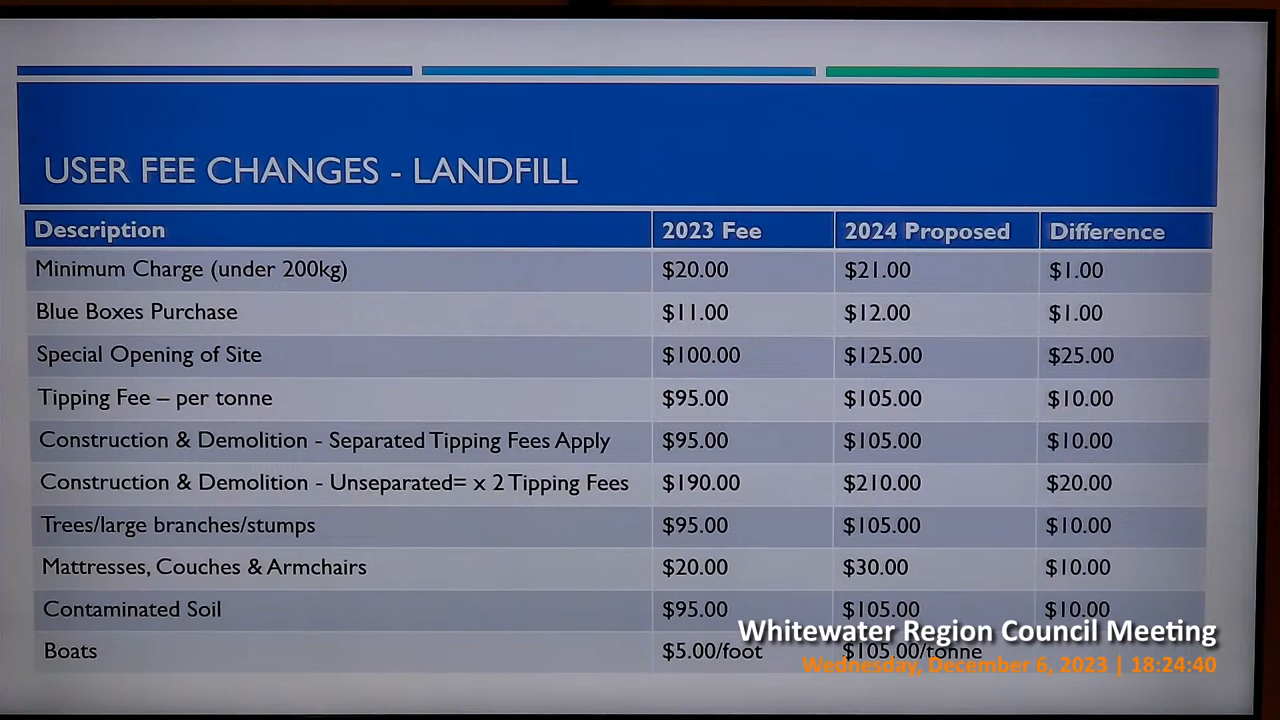 USER FEE CHANGES - LANDFILL
Description 2023 Fee 2024 Proposed Difference
Minimum Charge (under 200kg) $20.00 $21.00 $1.00
Blue Boxes Purchase $11.00 $12.00 $1.00
Special Opening of Site $100.00 $125.00 $25.00
Tipping Fee – per tonne $95.00 $105.00 $10.00
Construction & Demolition - Separated Tipping Fees Apply $95.00 $105.00 $10.00
Construction & Demolition - Unseparated= x 2 Tipping Fees $190.00 $210.00 $20.00
Trees/large branches/stumps $95.00 $105.00 $10.00
Mattresses, Couches & Armchairs $20.00 $30.00 $10.00
Contaminated Soil $95.00 $105.00 $10.00
Whitewater Region Council Meeting
Boats $5.00/foot $105.00/tonne
Wednesday, December 6, 2023 | 18:24:40